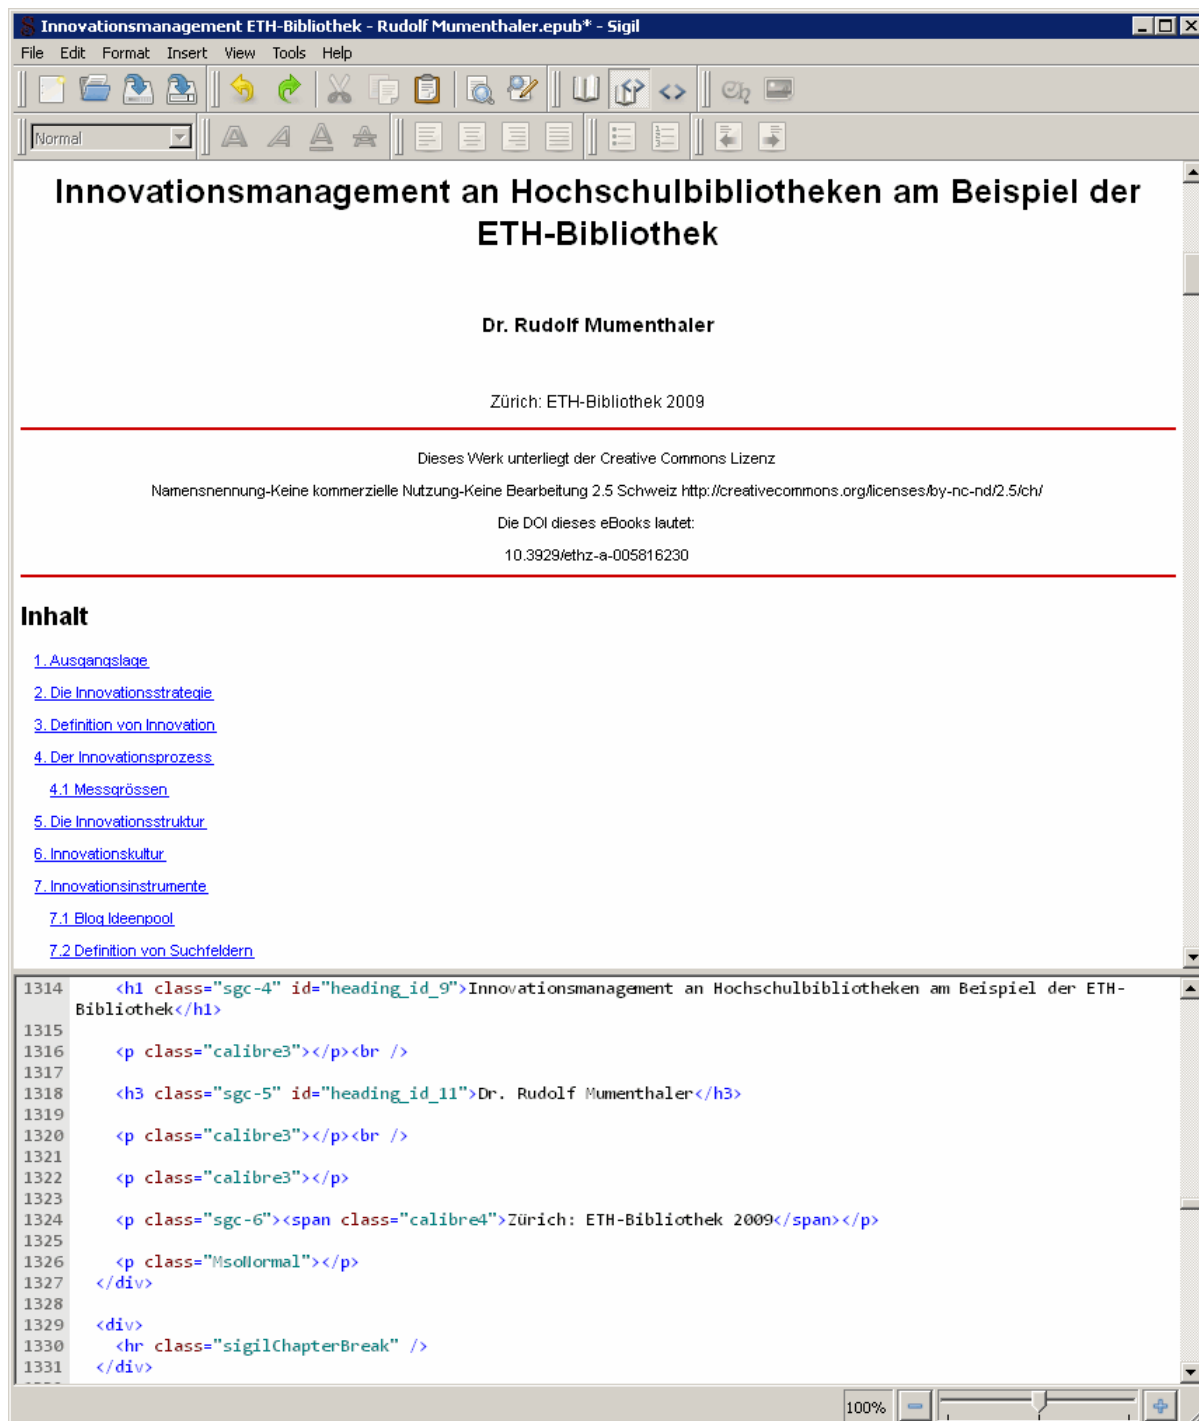 Innovationsmanagement ETH-Bibliothek - Rudolf Mumenthaler.epub* - Sigil
File Edit Format Insert View Tools Help
Normal
Innovationsmanagement an Hochschulbibliotheken am Beispiel der
ETH-Bibliothek
Dr. Rudolf Mumenthaler
Zürich: ETH-Bibliothek 2009
Dieses Werk unterliegt der Creative Commons Lizenz
Namensnennung-Keine kommerzielle Nutzung-Keine Bearbeitung 2.5 Schweiz http://creativecommons.org/licenses/by-nc-nd/2.5/ch/
Die DOI dieses eBooks lautet:
10.3929/ethz-a-005816230
Inhalt
1. Ausgangslage
2. Die Innovationsstrategie
3. Definition von Innovation
4. Der Innovationsprozess
4.1 Messgrössen
5. Die Innovationsstruktur
6. Innovationskultur
7. Innovationsinstrumente
7.1 Blog Ideenpool
7.2 Definition von Suchfeldern
1314 <h1 class="sgc-4" id="heading_id_9">Innovationsmanagement an Hochschulbibliotheken am Beispiel der ETH-
Bibliothek</h1>
1315
1316 <p class="calibre3"></p><br />
1317
1318 <h3 class="sgc-5" id="heading_id_11">Dr. Rudolf Mumenthaler</h3>
1319
1320 <p class="calibre3"></p><br />
1321
1322 <p class="calibre3"></p>
1323
1324 <p class="sgc-6"><span class="calibre4">Zürich: ETH-Bibliothek 2009</span></p>
1325
1326 <p class="MsoNormal"></p>
1327 </div>
1328
1329 <div>
1330 <hr class="sigilChapterBreak" />
1331 </div>
100%